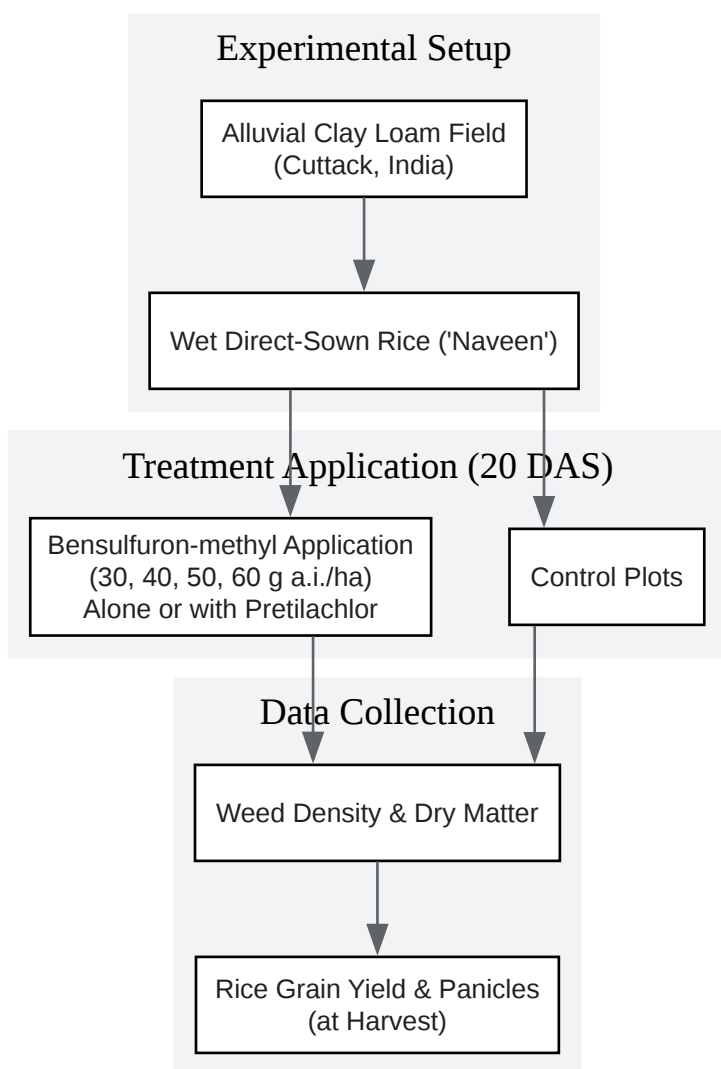 Experimental Setup
Alluvial Clay Loam Field
(Cuttack, India)
Wet Direct-Sown Rice ('Naveen')
Treatment Application (20 DAS)
Bensulfuron-methyl Application
(30, 40, 50, 60 g a.i./ha)
Alone or with Pretilachlor
Control Plots
Data Collection
Weed Density & Dry Matter
Rice Grain Yield & Panicles
(at Harvest)